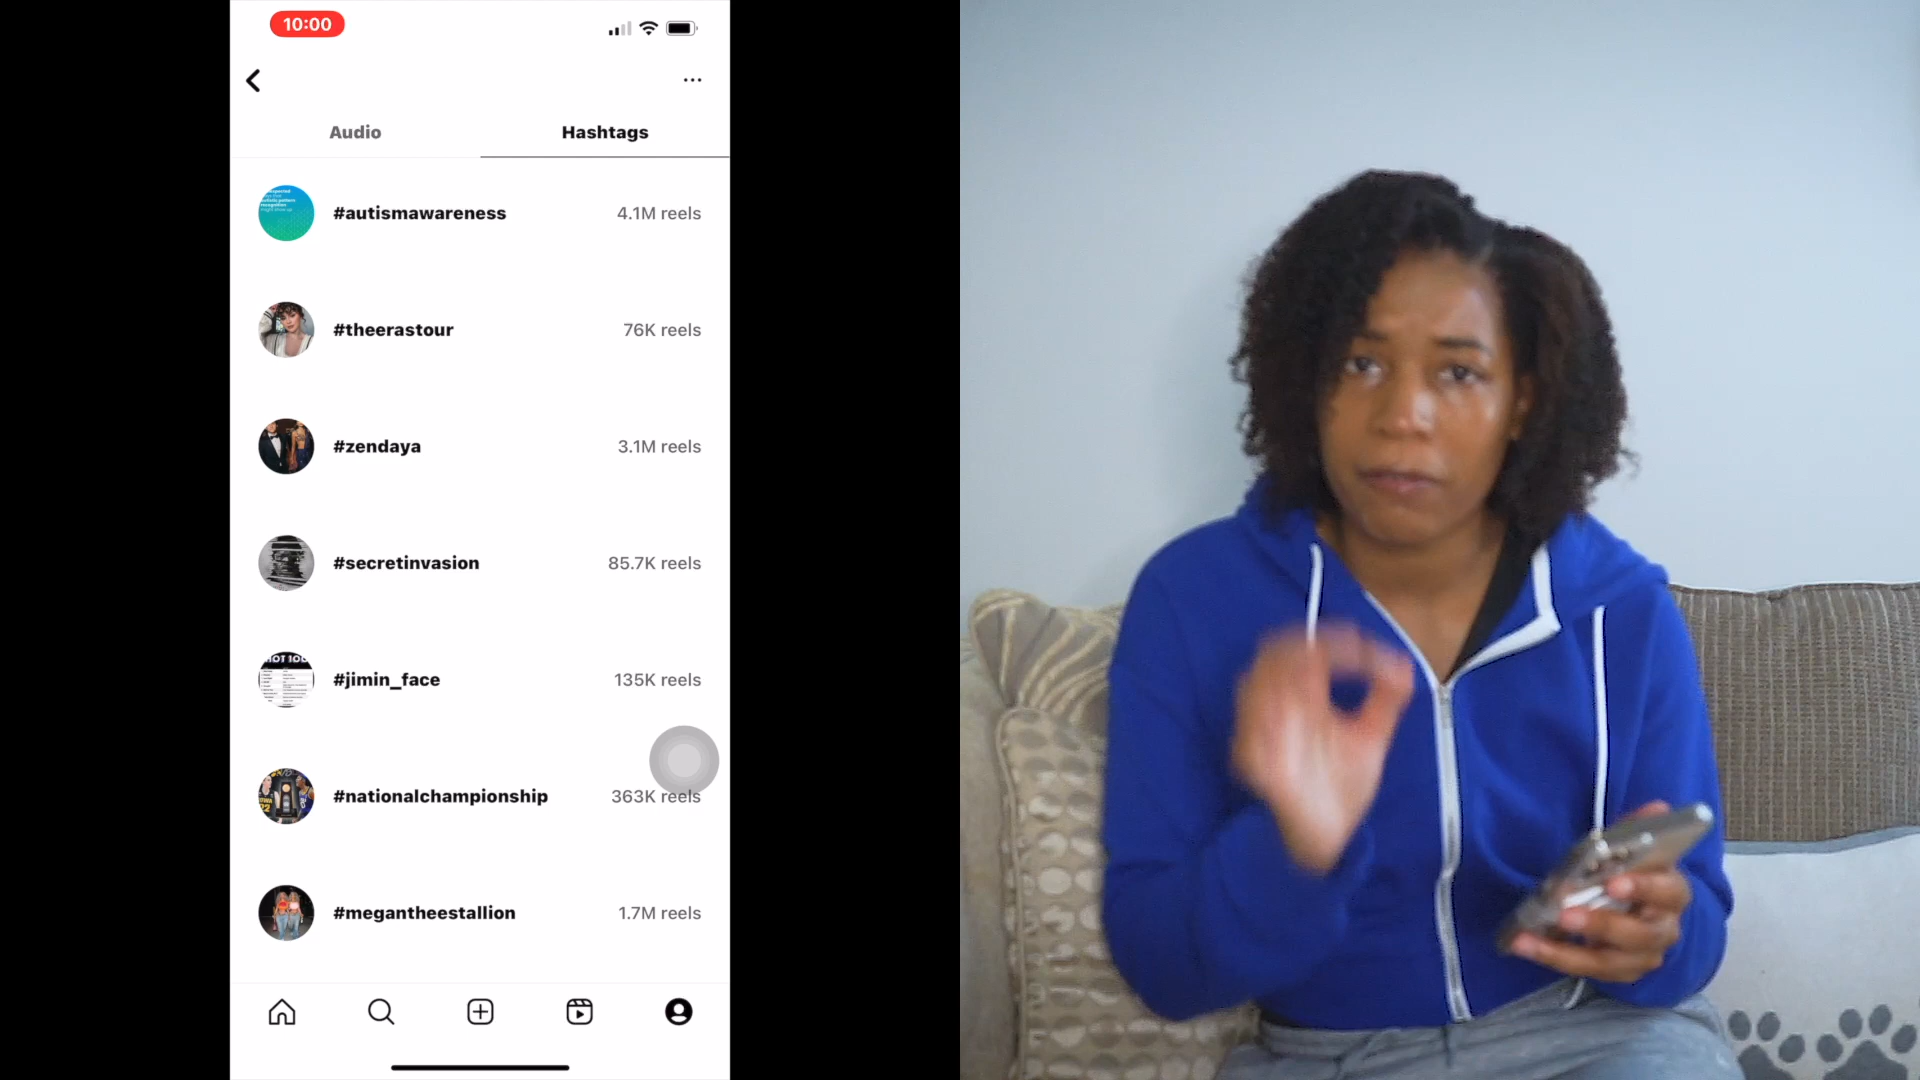 10:00
Audio
Hashtags
#autismawareness
4.1M reels
#theerastour
76K reels
#zendaya
3.1M reels
#secretinvasion
85.7K reels
#jimin_face
135K reels
#nationalchampionship
363K reels
#megantheestallion
1.7M reels